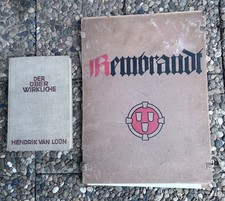 DER
ÜBER
WIRKLICHE
HENDRIK VAN LOON
Rembrandt